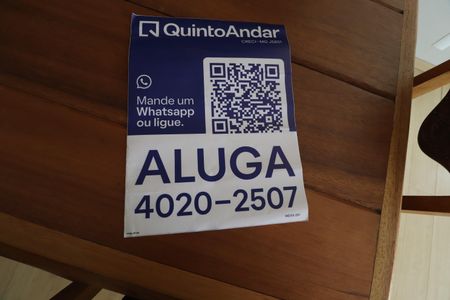 QuintoAndar
Mande um
Whatsapp
ou ligue.
ALUGA
4020-2507